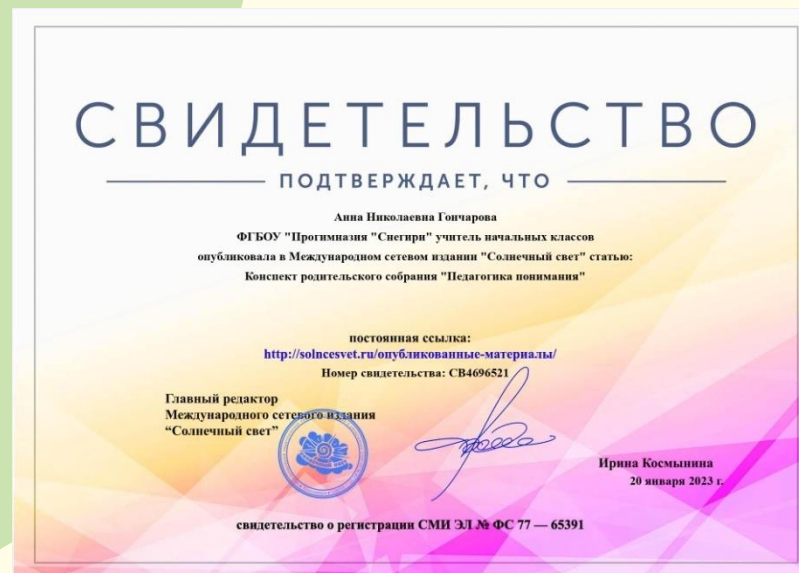 СВИДЕТЕЛЬСТВО
ПОДТВЕРЖДАЕТ, ЧТО
Анна Николаевна Гончарова
ФГБОУ "Прогимназия "Снегири" учитель начальных классов
опубликовала в Международном сетевом издании "Солнечный свет" статью:
Конспект родительского собрания "Педагогика понимания"
постоянная ссылка:
http://solncesvet.ru/опубликованные-материалы/
Номер свидетельства: СВ4696521
Главный редактор
Международного сетевого издания
“Солнечный свет”
Ирина Космынина
20 января 2023 г.
свидетельство о регистрации СМИ ЭЛ № ФС 77 — 65391